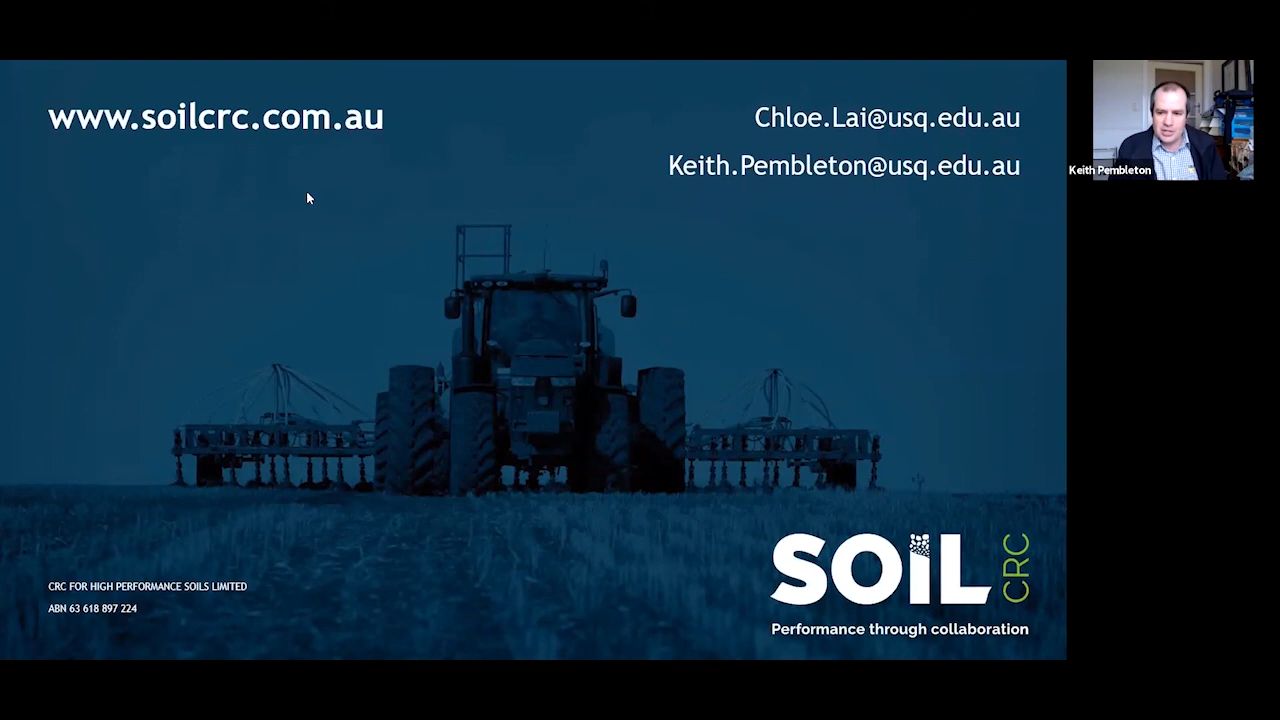 www.soilcrc.com.au
Chloe.Lai@usq.edu.au
Keith.Pembleton@usq.edu.au
Keith Pembleton
CRC FOR HIGH PERFORMANCE SOILS LIMITED
ABN 63 618 897 224
SOIL CRC
Performance through collaboration